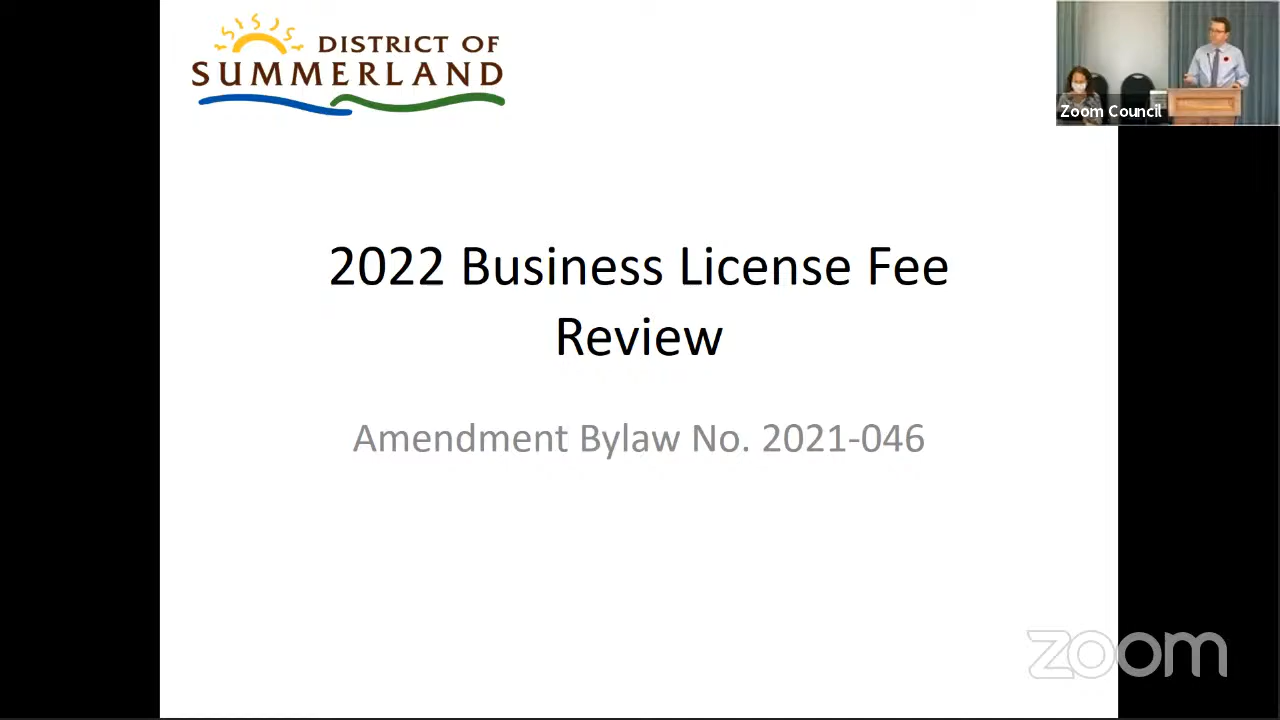 DISTRICT OF
SUMMERLAND
Zoom Council
2022 Business License Fee
Review
Amendment Bylaw No. 2021-046
zoom